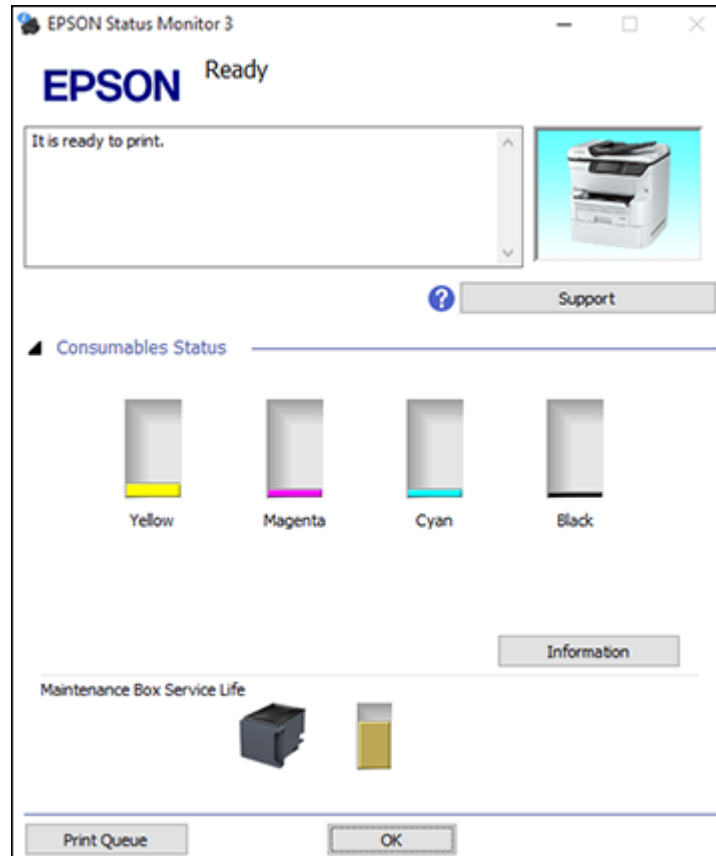 EPSON Status Monitor 3
EPSON
Ready
It is ready to print.
?
Support
Consumables Status
Yellow
Magenta
Cyan
Black
Information
Maintenance Box Service Life
Print Queue
OK